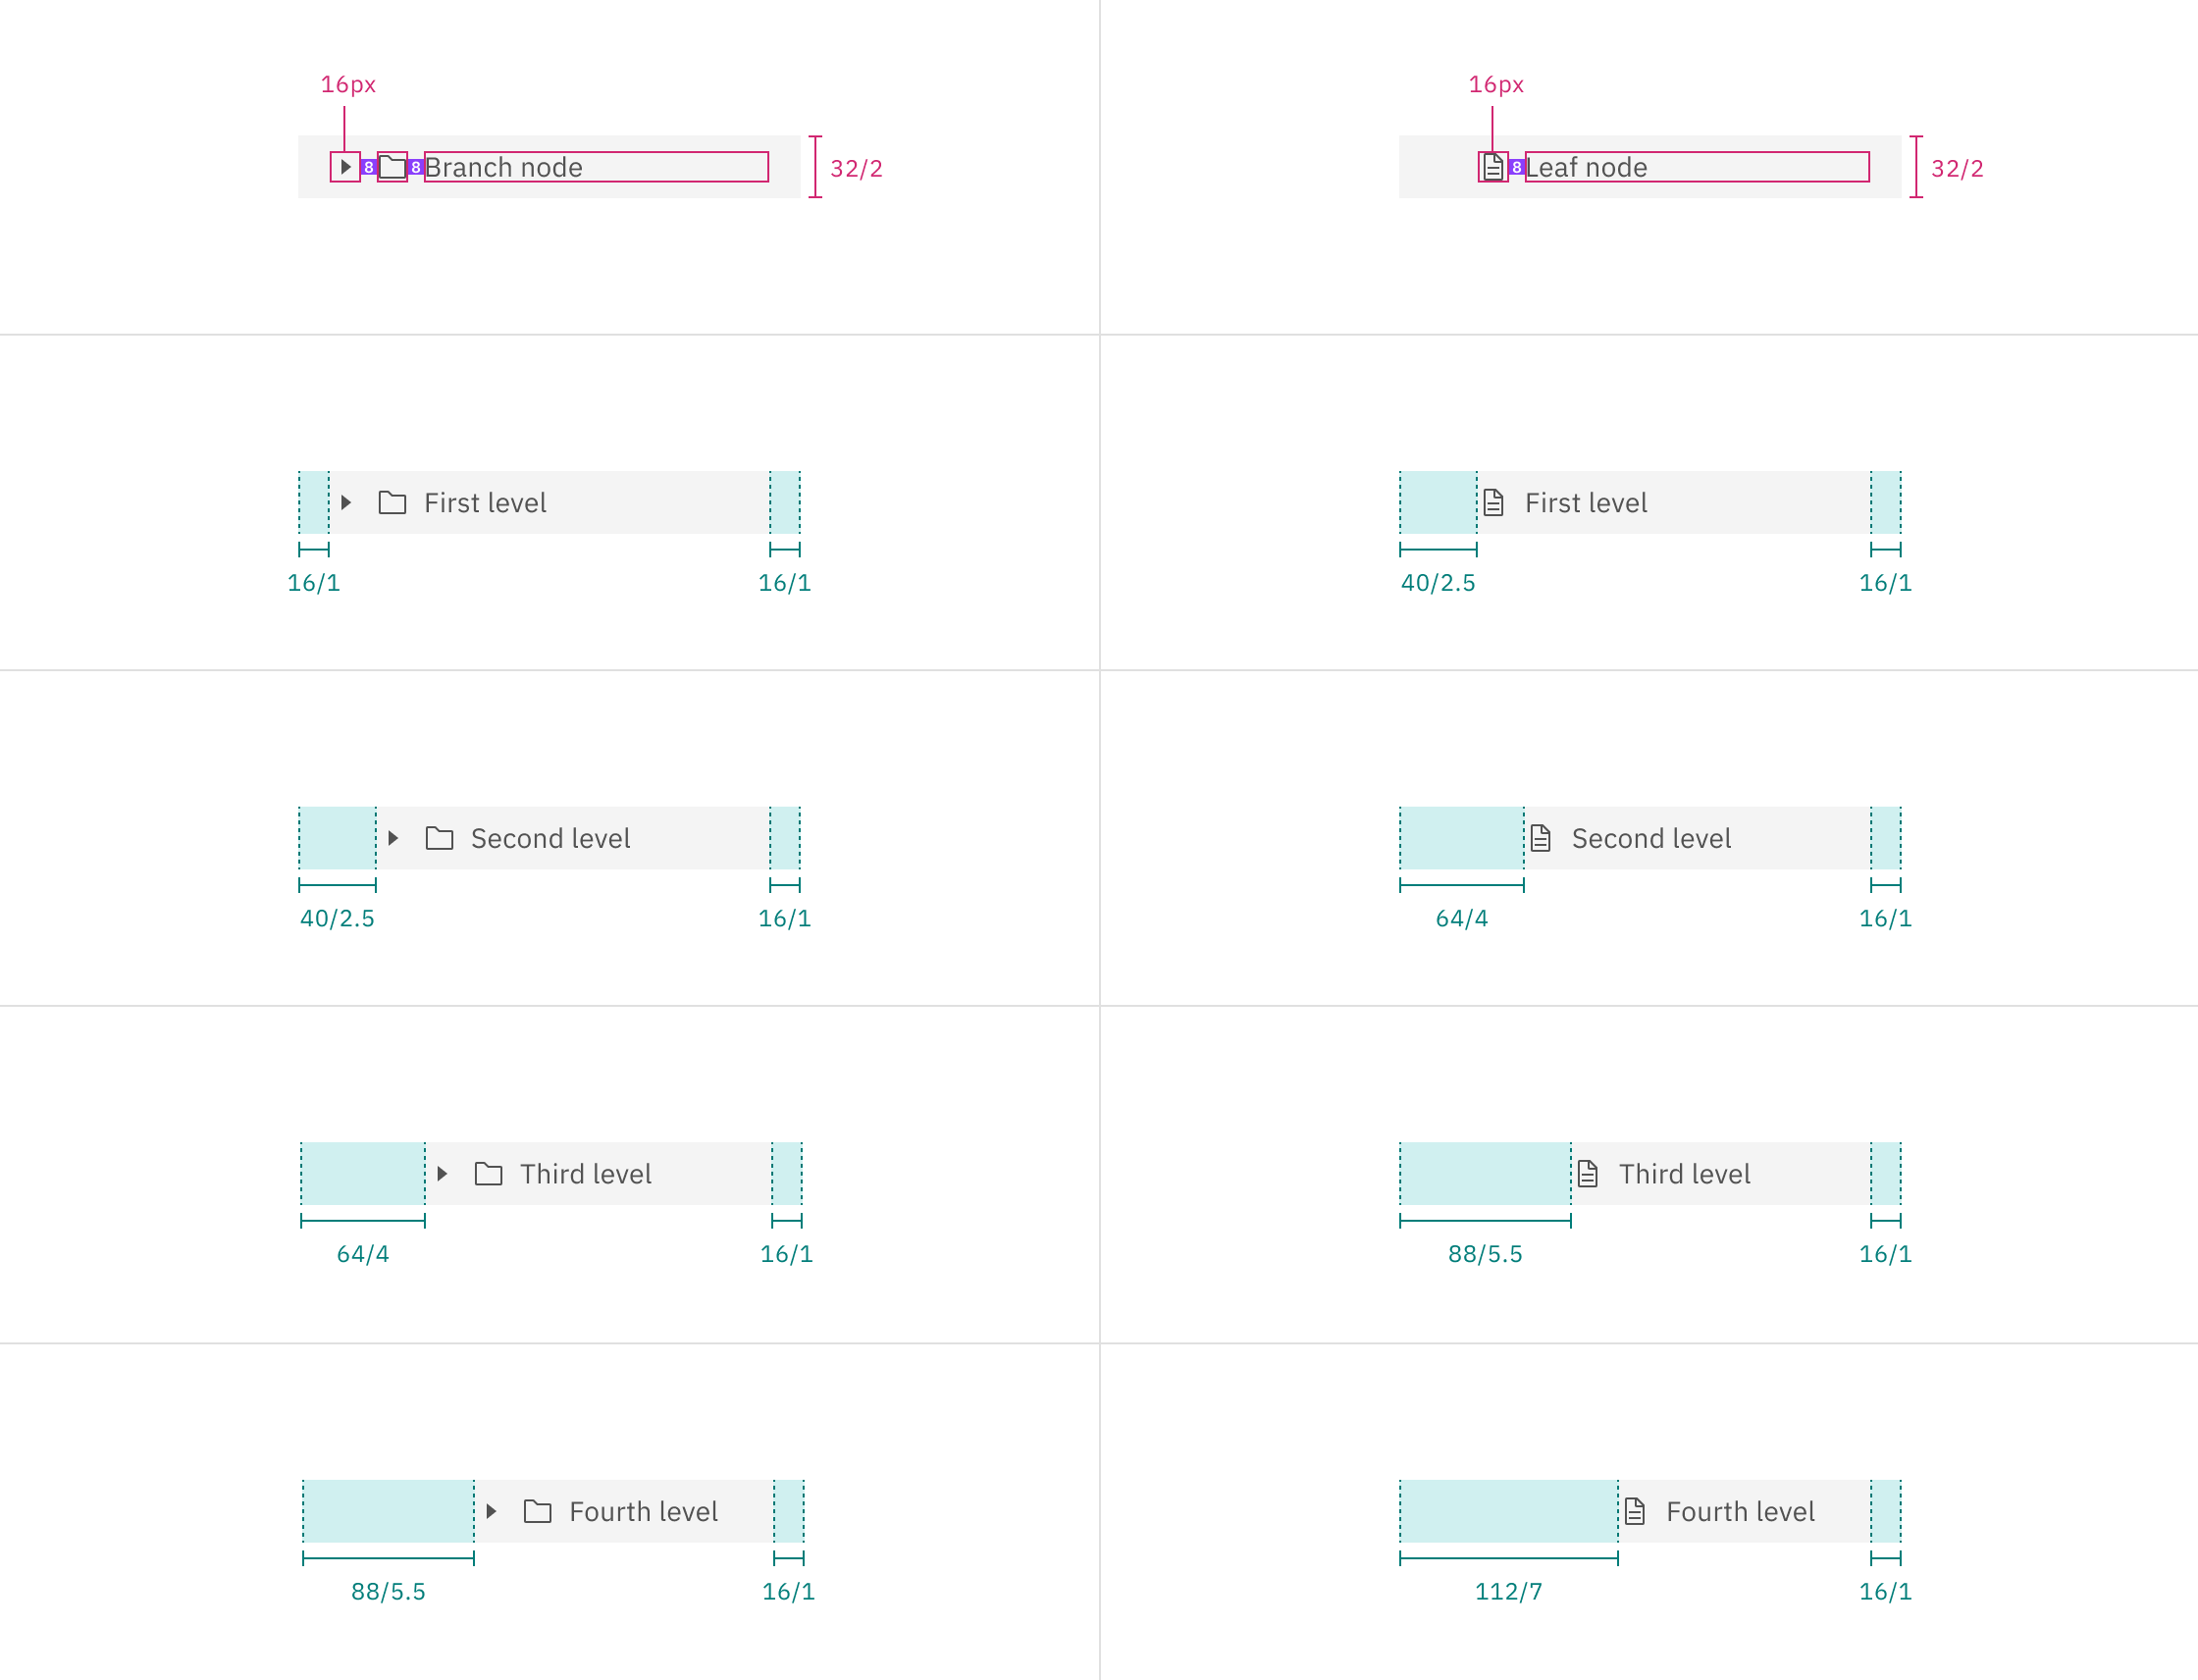 16px
8 8 Branch node
32/2
16px
8 Leaf node
32/2
First level
16/1 16/1
First level
40/2.5 16/1
Second level
40/2.5 16/1
Second level
64/4 16/1
Third level
64/4 16/1
Third level
88/5.5 16/1
Fourth level
88/5.5 16/1
Fourth level
112/7 16/1